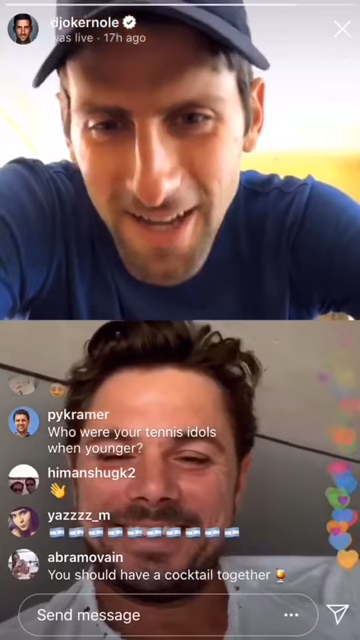 djokernole
was live · 17h ago
pykramer
Who were your tennis idols
when younger?
himanshugk2
👋
yazzzz_m
🇦🇷🇦🇷🇦🇷🇦🇷🇦🇷🇦🇷🇦🇷🇦🇷🇦🇷🇦🇷
abramovain
You should have a cocktail together 🍹
Send message